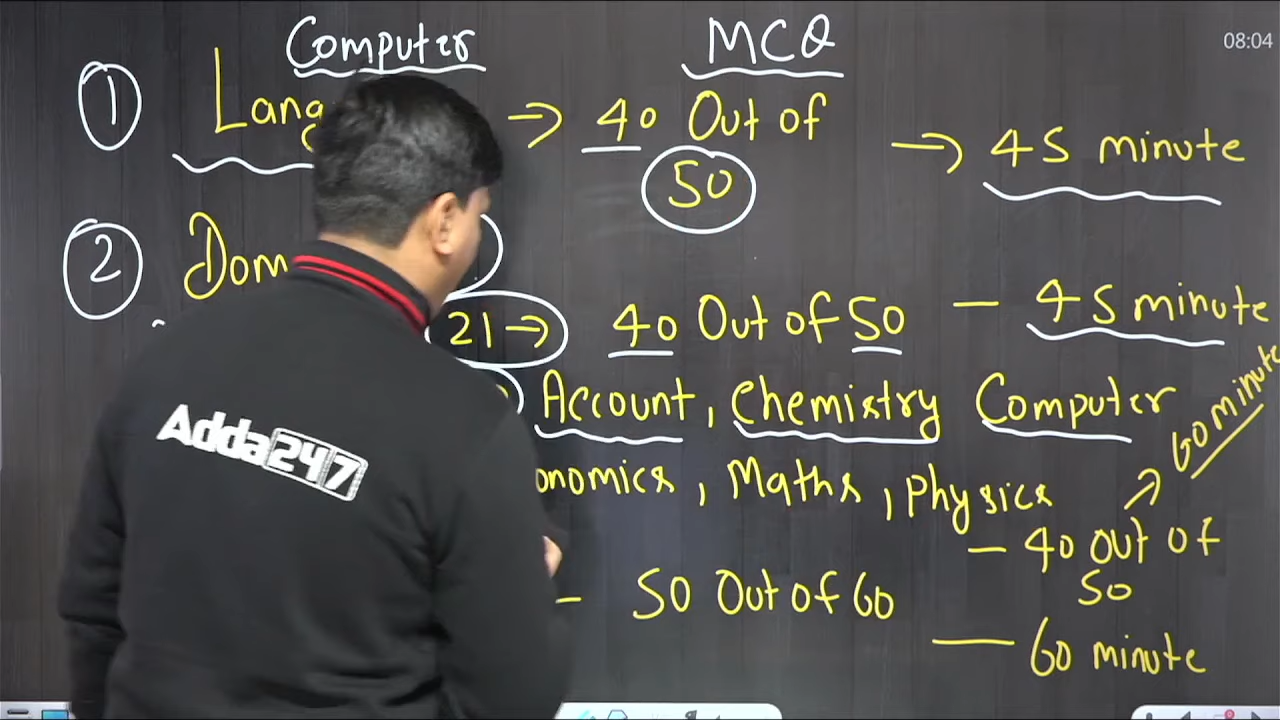 08:04
Computer MCQ
1 Lang → 40 Out of
50 → 45 minute
2 Dom
21 → 40 Out of 50 - 45 minute
Account, Chemistry Computer
onomics, Maths, Physics
→ 60 minute
- 40 out of
50
- 50 Out of 60
— 60 minute
Adda247